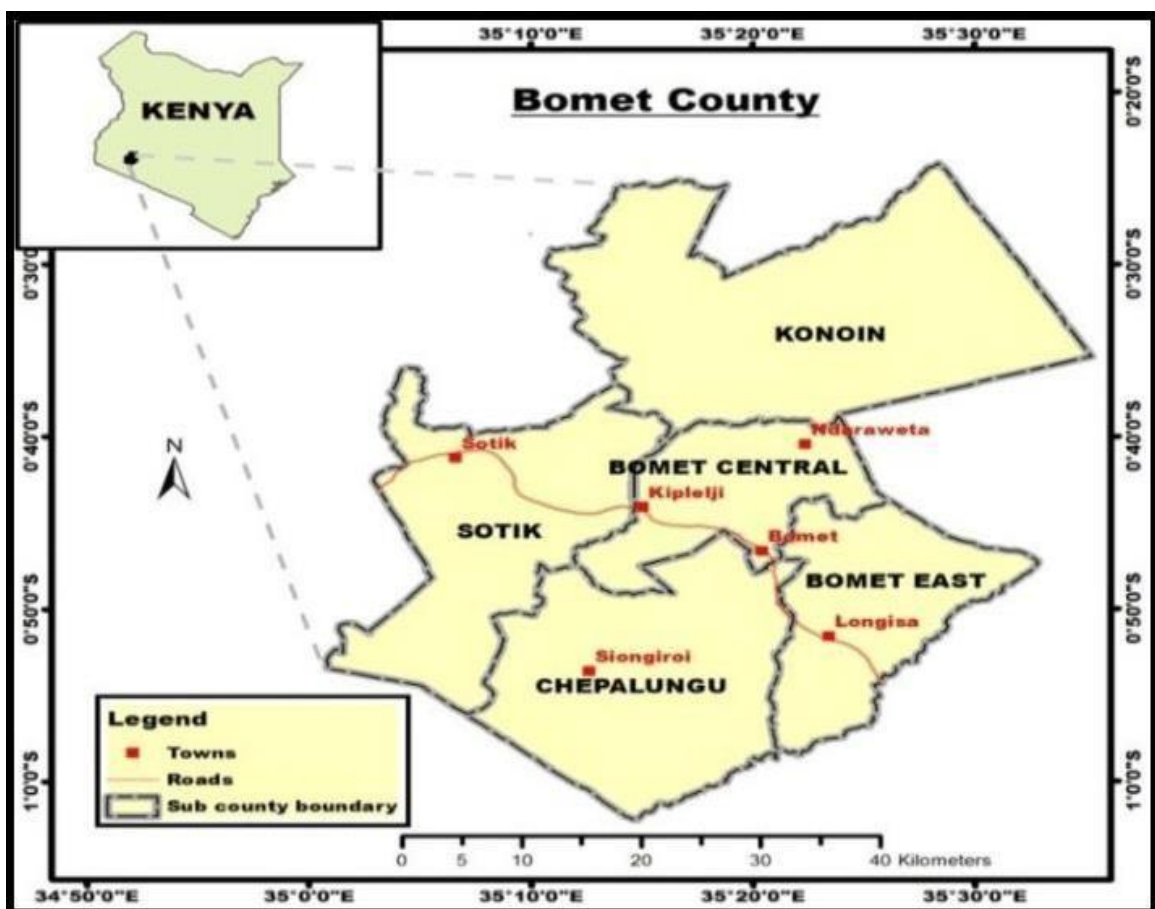 35°10'0"E 35°20'0"E 35°30'0"E
KENYA
Bomet County
0°20'0"S
0°30'0"S
KONOIN
0°40'0"S
0°40'0"S
Ndaraweta
Sotik
BOMET CENTRAL
N
Kiplelji
SOTIK
Bomet
BOMET EAST
0°50'0"S
0°50'0"S
Longisa
Siongiroi
CHEPALUNGU
Legend
Towns
Roads
Sub county boundary
1°0'0"S
1°0'0"S
0 5 10 20 30 40 Kilometers
34°50'0"E 35°0'0"E 35°10'0"E 35°20'0"E 35°30'0"E